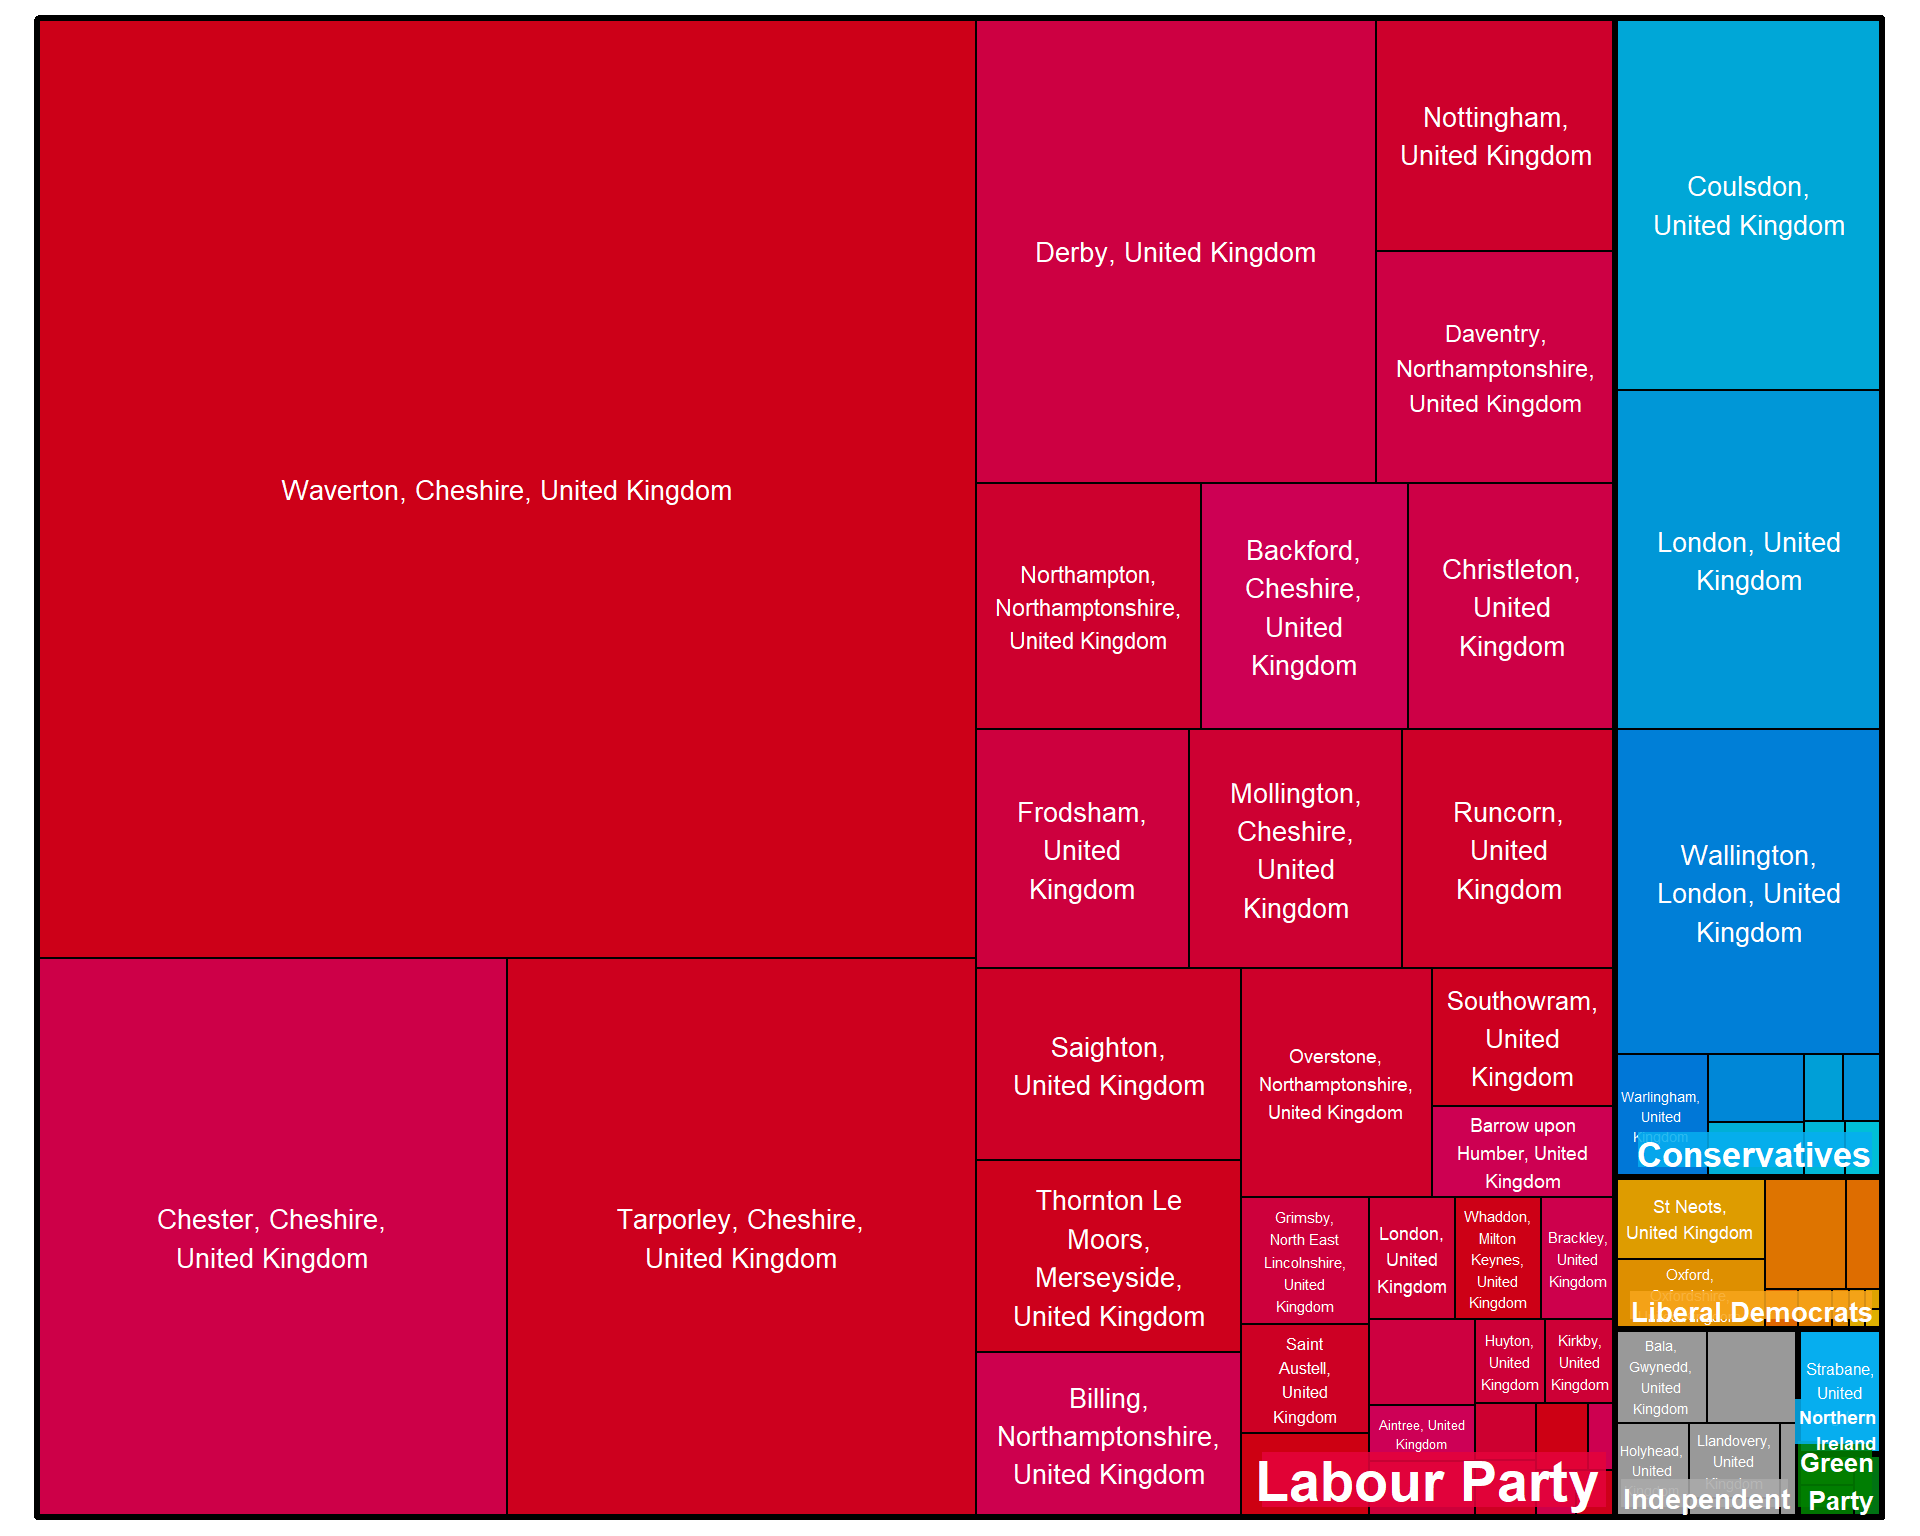 Waverton, Cheshire, United Kingdom
Chester, Cheshire,
United Kingdom
Tarporley, Cheshire,
United Kingdom
Derby, United Kingdom
Nottingham,
United Kingdom
Daventry,
Northamptonshire,
United Kingdom
Northampton,
Northamptonshire,
United Kingdom
Backford,
Cheshire,
United
Kingdom
Christleton,
United
Kingdom
Frodsham,
United
Kingdom
Mollington,
Cheshire,
United
Kingdom
Runcorn,
United
Kingdom
Saighton,
United Kingdom
Thornton Le
Moors,
Merseyside,
United Kingdom
Billing,
Northamptonshire,
United Kingdom
Overstone,
Northamptonshire,
United Kingdom
Southowram,
United
Kingdom
Barrow upon
Humber, United
Kingdom
Grimsby,
North East
Lincolnshire,
United
Kingdom
London,
United
Kingdom
Whaddon,
Milton
Keynes,
United
Kingdom
Brackley,
United
Kingdom
Saint
Austell,
United
Kingdom
Huyton,
United
Kingdom
Kirkby,
United
Kingdom
Aintree, United
Kingdom
Labour Party
Coulsdon,
United Kingdom
London, United
Kingdom
Wallington,
London, United
Kingdom
Warlingham,
United
Kingdom
Conservatives
St Neots,
United Kingdom
Oxford,
Oxfordshire,
Liberal Democrats
Bala,
Gwynedd,
United
Kingdom
Holyhead,
United
Llandovery,
United
Kingdom
Independent
Strabane,
United
Northern
Ireland
Green
Party